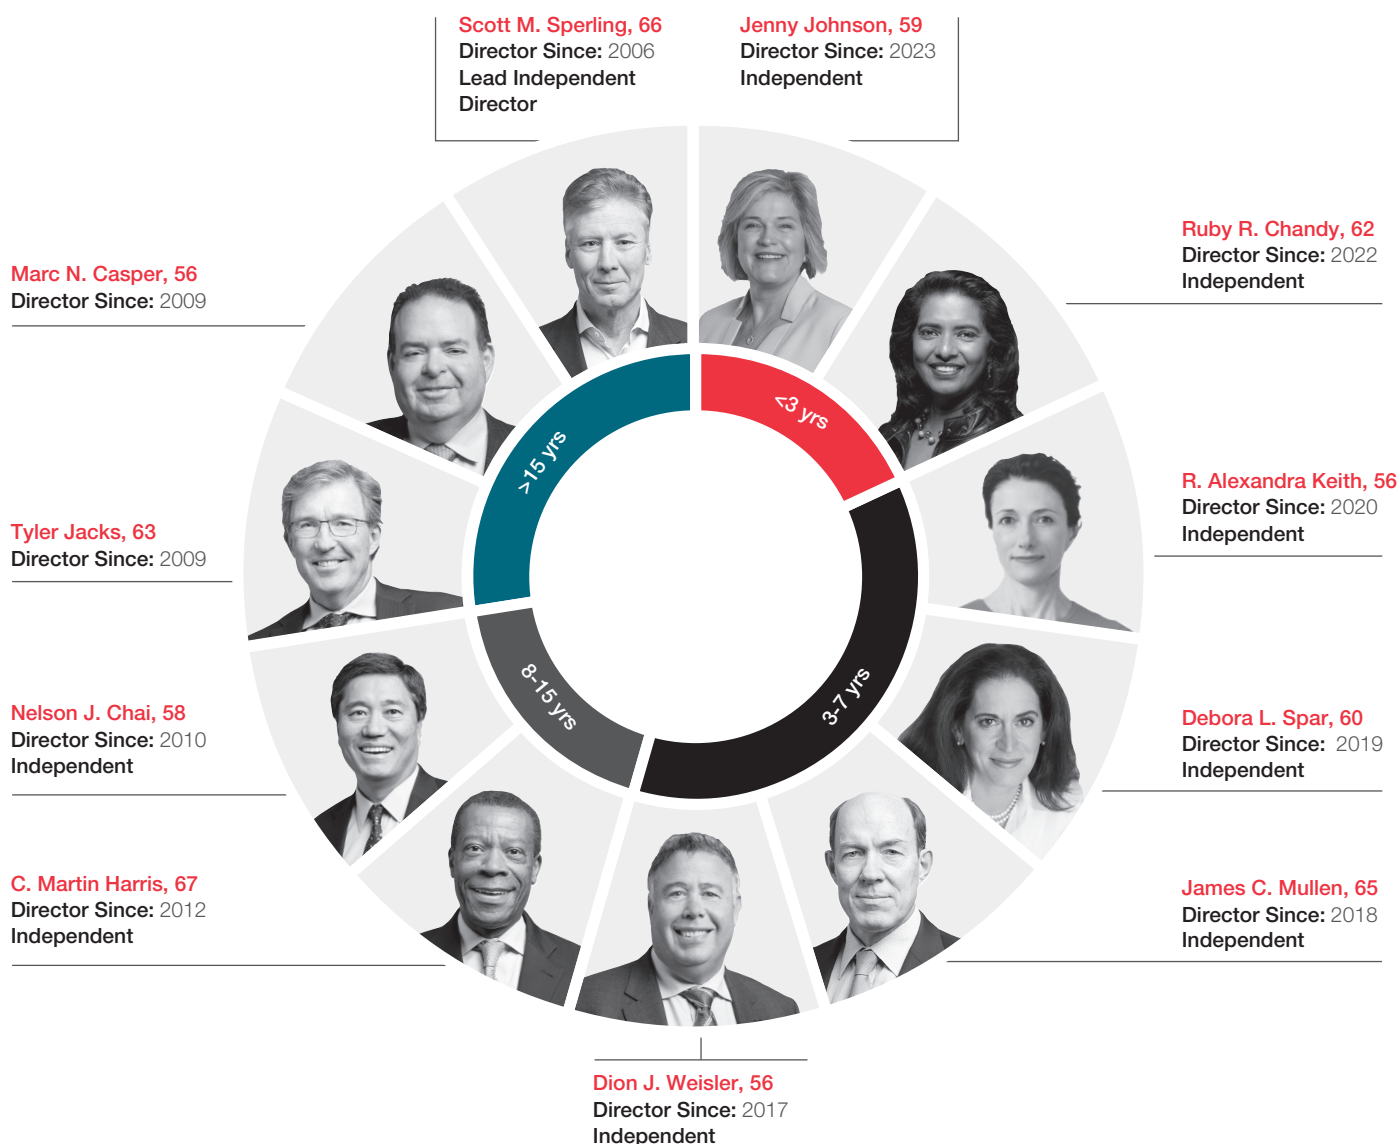 Scott M. Sperling, 66
Director Since: 2006
Lead Independent
Director
Jenny Johnson, 59
Director Since: 2023
Independent
Ruby R. Chandy, 62
Director Since: 2022
Independent
R. Alexandra Keith, 56
Director Since: 2020
Independent
Debora L. Spar, 60
Director Since: 2019
Independent
James C. Mullen, 65
Director Since: 2018
Independent
Dion J. Weisler, 56
Director Since: 2017
Independent
C. Martin Harris, 67
Director Since: 2012
Independent
Nelson J. Chai, 58
Director Since: 2010
Independent
Tyler Jacks, 63
Director Since: 2009
Marc N. Casper, 56
Director Since: 2009
<3 yrs
3-7 yrs
8-15 yrs
>15 yrs